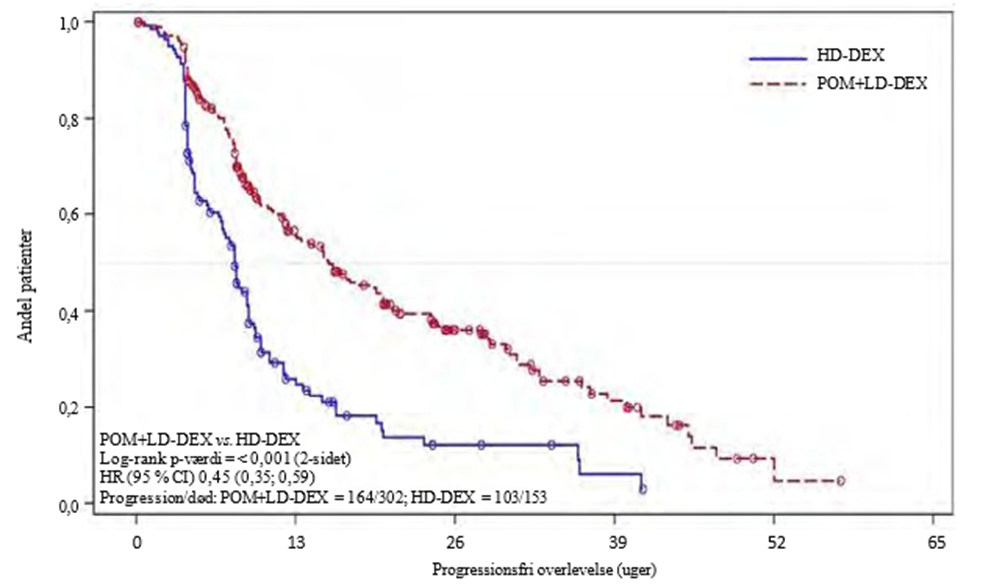 1,0
0,8
0,6
0,4
0,2
0,0
Andel patienter
HD-DEX
POM+LD-DEX
POM+LD-DEX vs. HD-DEX
Log-rank p-værdi = < 0,001 (2-sidet)
HR (95 % CI) 0,45 (0,35; 0,59)
Progression/død: POM+LD-DEX = 164/302; HD-DEX = 103/153
0 13 26 39 52 65
Progressionsfri overlevelse (uger)